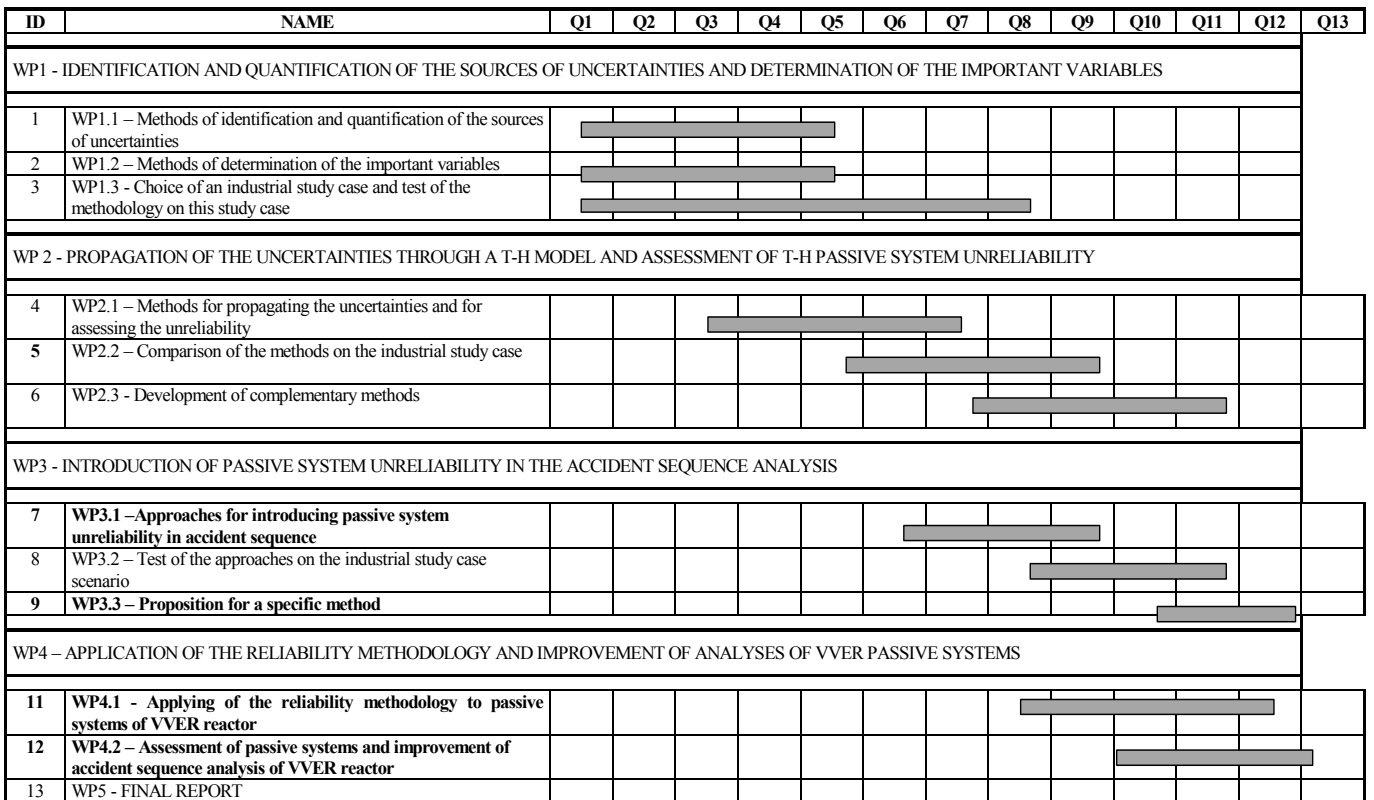 ID NAME Q1 Q2 Q3 Q4 Q5 Q6 Q7 Q8 Q9 Q10 Q11 Q12 Q13
WP1 - IDENTIFICATION AND QUANTIFICATION OF THE SOURCES OF UNCERTAINTIES AND DETERMINATION OF THE IMPORTANT VARIABLES
1 WP1.1 – Methods of identification and quantification of the sources
of uncertainties
2 WP1.2 – Methods of determination of the important variables
3 WP1.3 - Choice of an industrial study case and test of the
methodology on this study case
WP 2 - PROPAGATION OF THE UNCERTAINTIES THROUGH A T-H MODEL AND ASSESSMENT OF T-H PASSIVE SYSTEM UNRELIABILITY
4 WP2.1 – Methods for propagating the uncertainties and for
assessing the unreliability
5 WP2.2 – Comparison of the methods on the industrial study case
6 WP2.3 - Development of complementary methods
WP3 - INTRODUCTION OF PASSIVE SYSTEM UNRELIABILITY IN THE ACCIDENT SEQUENCE ANALYSIS
7 WP3.1 –Approaches for introducing passive system
unreliability in accident sequence
8 WP3.2 – Test of the approaches on the industrial study case
scenario
9 WP3.3 – Proposition for a specific method
WP4 – APPLICATION OF THE RELIABILITY METHODOLOGY AND IMPROVEMENT OF ANALYSES OF VVER PASSIVE SYSTEMS
11 WP4.1 - Applying of the reliability methodology to passive
systems of VVER reactor
12 WP4.2 – Assessment of passive systems and improvement of
accident sequence analysis of VVER reactor
13 WP5 - FINAL REPORT